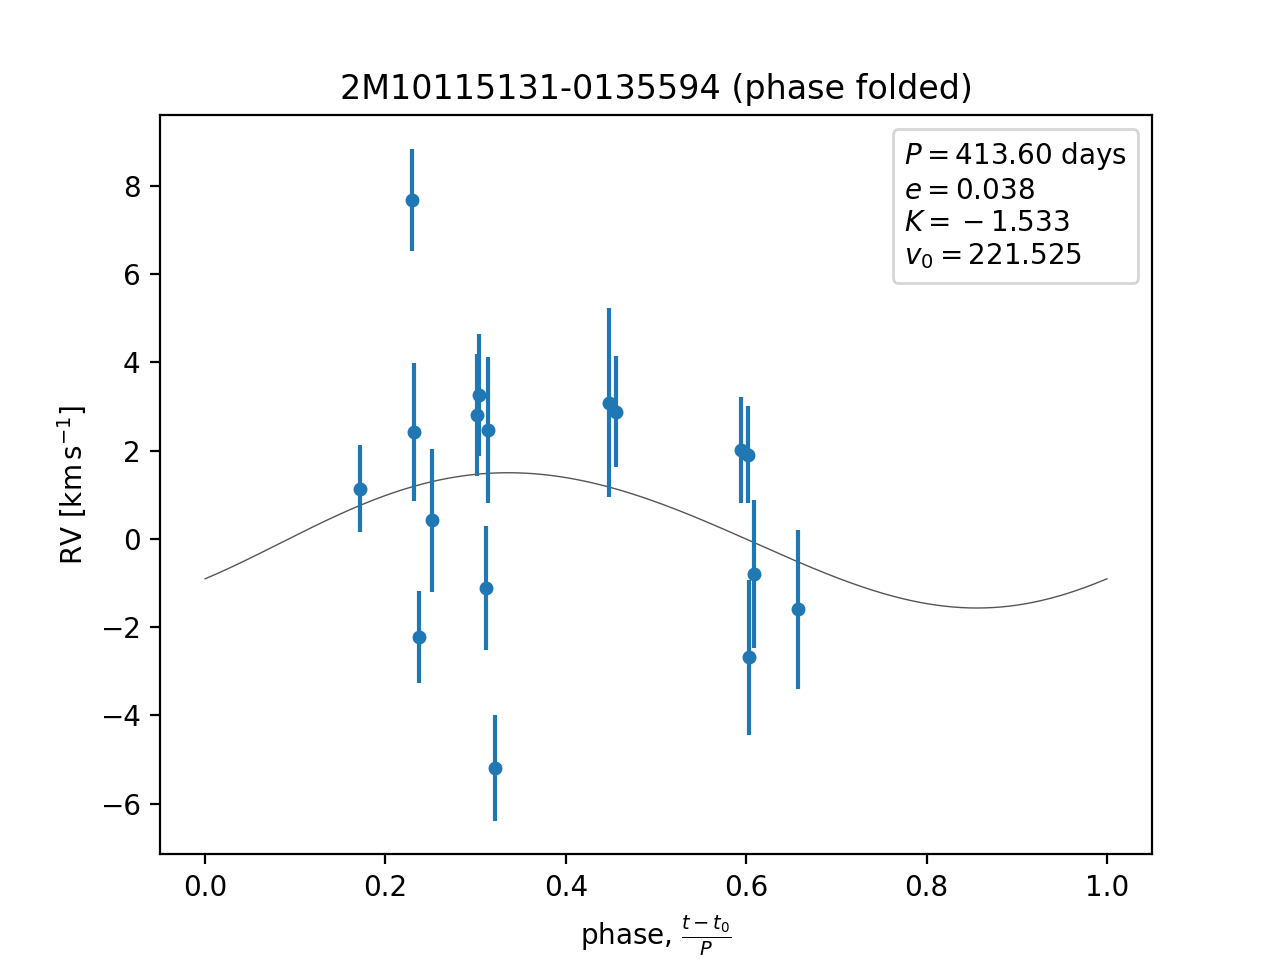 2M10115131-0135594 (phase folded)
P = 413.60 days
e = 0.038
K = −1.533
v₀ = 221.525
RV [km s⁻¹]
8
6
4
2
0
−2
−4
−6
0.0 0.2 0.4 0.6 0.8 1.0
phase, (t − t₀)/P